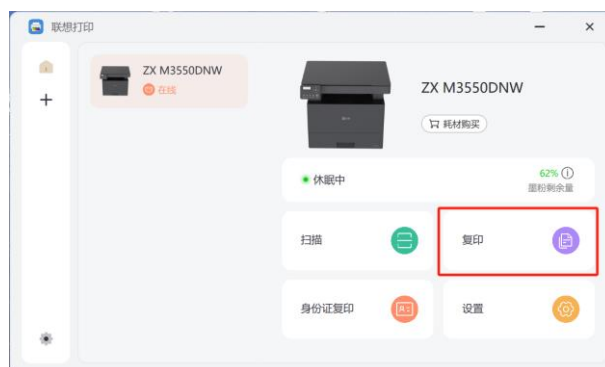 联想打印
ZX M3550DNW
在线
ZX M3550DNW
耗材购买
休眠中
62%
墨粉剩余量
扫描
复印
身份证复印
设置